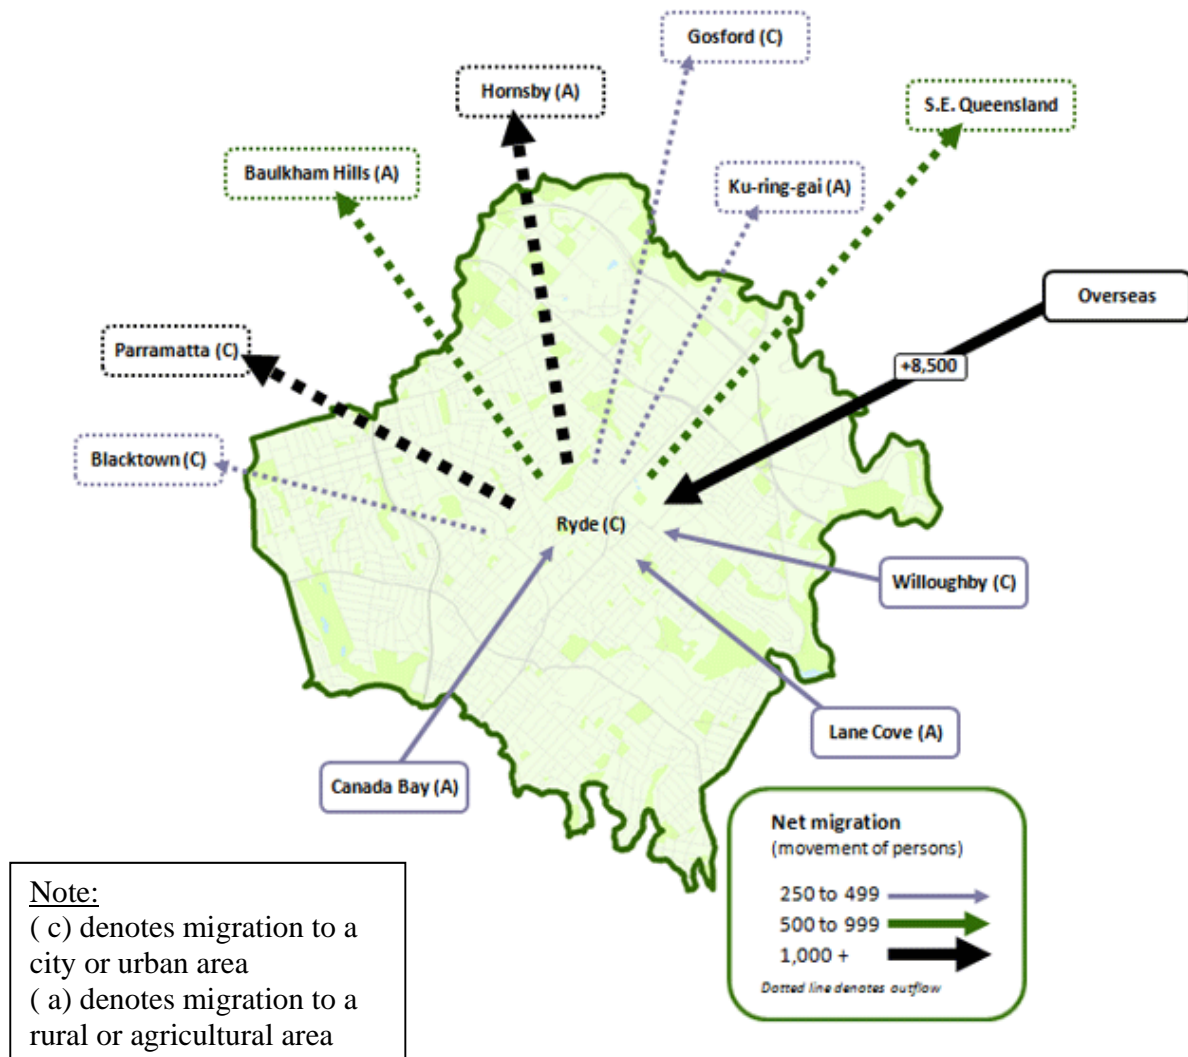 Gosford (C)
Hornsby (A)
S.E. Queensland
Baulkham Hills (A)
Ku-ring-gai (A)
Overseas
Parramatta (C)
+8,500
Blacktown (C)
Ryde (C)
Willoughby (C)
Lane Cove (A)
Canada Bay (A)
Net migration
(movement of persons)
250 to 499
500 to 999
1,000 +
Dotted line denotes outflow
Note:
( c) denotes migration to a
city or urban area
( a) denotes migration to a
rural or agricultural area